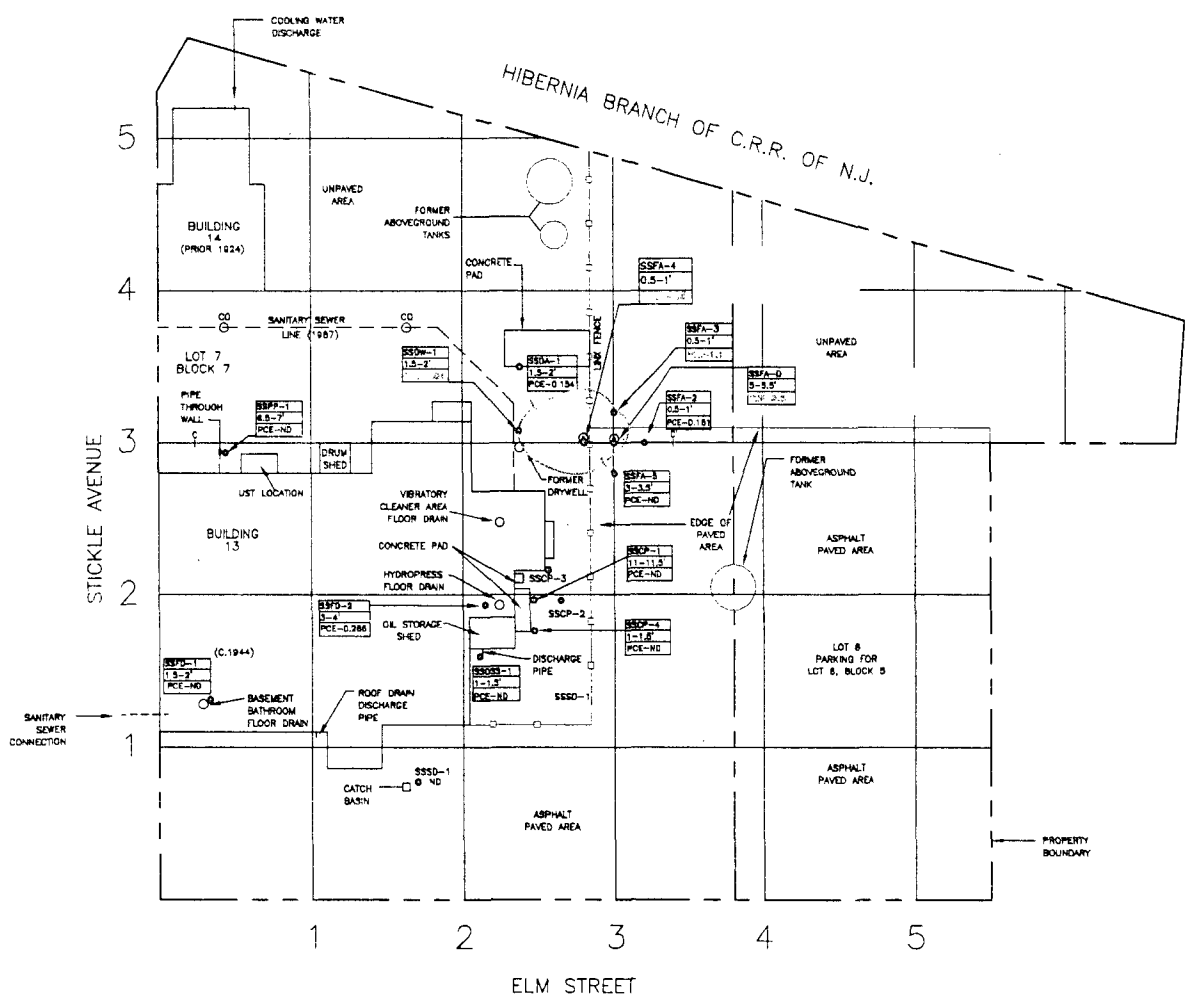 COOLING WATER
DISCHARGE
HIBERNIA BRANCH OF C.R.R. OF N.J.
5
UNPAVED
AREA
FORMER
ABOVEGROUND
TANKS
BUILDING
14
(PRIOR 1924)
CONCRETE
PAD
SSFA-4
0.5-1'
4
CO
SANITARY SEWER
LINE (1987)
CO
LINK FENCE
SSFA-3
0.5-1'
UNPAVED
AREA
LOT 7
BLOCK 7
SSDW-1
1.5-2'
SSDA-1
1.5-2'
PCE-0.134
SSFA-D
SSFA-2
0.5-1'
PCE-0.181
PIPE
THROUGH
WALL
SSPP-1
6.5-7'
PCE-ND
C
3
DRUM
SHED
FORMER
DRYWELL
SSFA-5
3-3.5'
PCE-ND
FORMER
ABOVEGROUND
TANK
UST LOCATION
VIBRATORY
CLEANER AREA
FLOOR DRAIN
STICKLE AVENUE
BUILDING
13
EDGE OF
PAVED
AREA
ASPHALT
PAVED AREA
CONCRETE PAD
SSCP-1
11-11.5'
PCE-ND
HYDROPRESS
FLOOR DRAIN
SSCP-3
2
SSFD-2
3-4'
PCE-0.286
SSCP-2
OIL STORAGE
SHED
SSCP-4
1-1.5'
PCE-ND
LOT 8
PARKING FOR
LOT 6, BLOCK 5
(C.1944)
SSFD-1
1.5-2'
PCE-ND
DISCHARGE
PIPE
SSOSS-1
1-1.5'
PCE-ND
SSSD-1
BASEMENT
BATHROOM
FLOOR DRAIN
ROOF DRAIN
DISCHARGE
PIPE
SANITARY
SEWER
CONNECTION
1
SSSD-1
ND
CATCH
BASIN
ASPHALT
PAVED AREA
ASPHALT
PAVED AREA
PROPERTY
BOUNDARY
1
2
3
4
5
ELM STREET